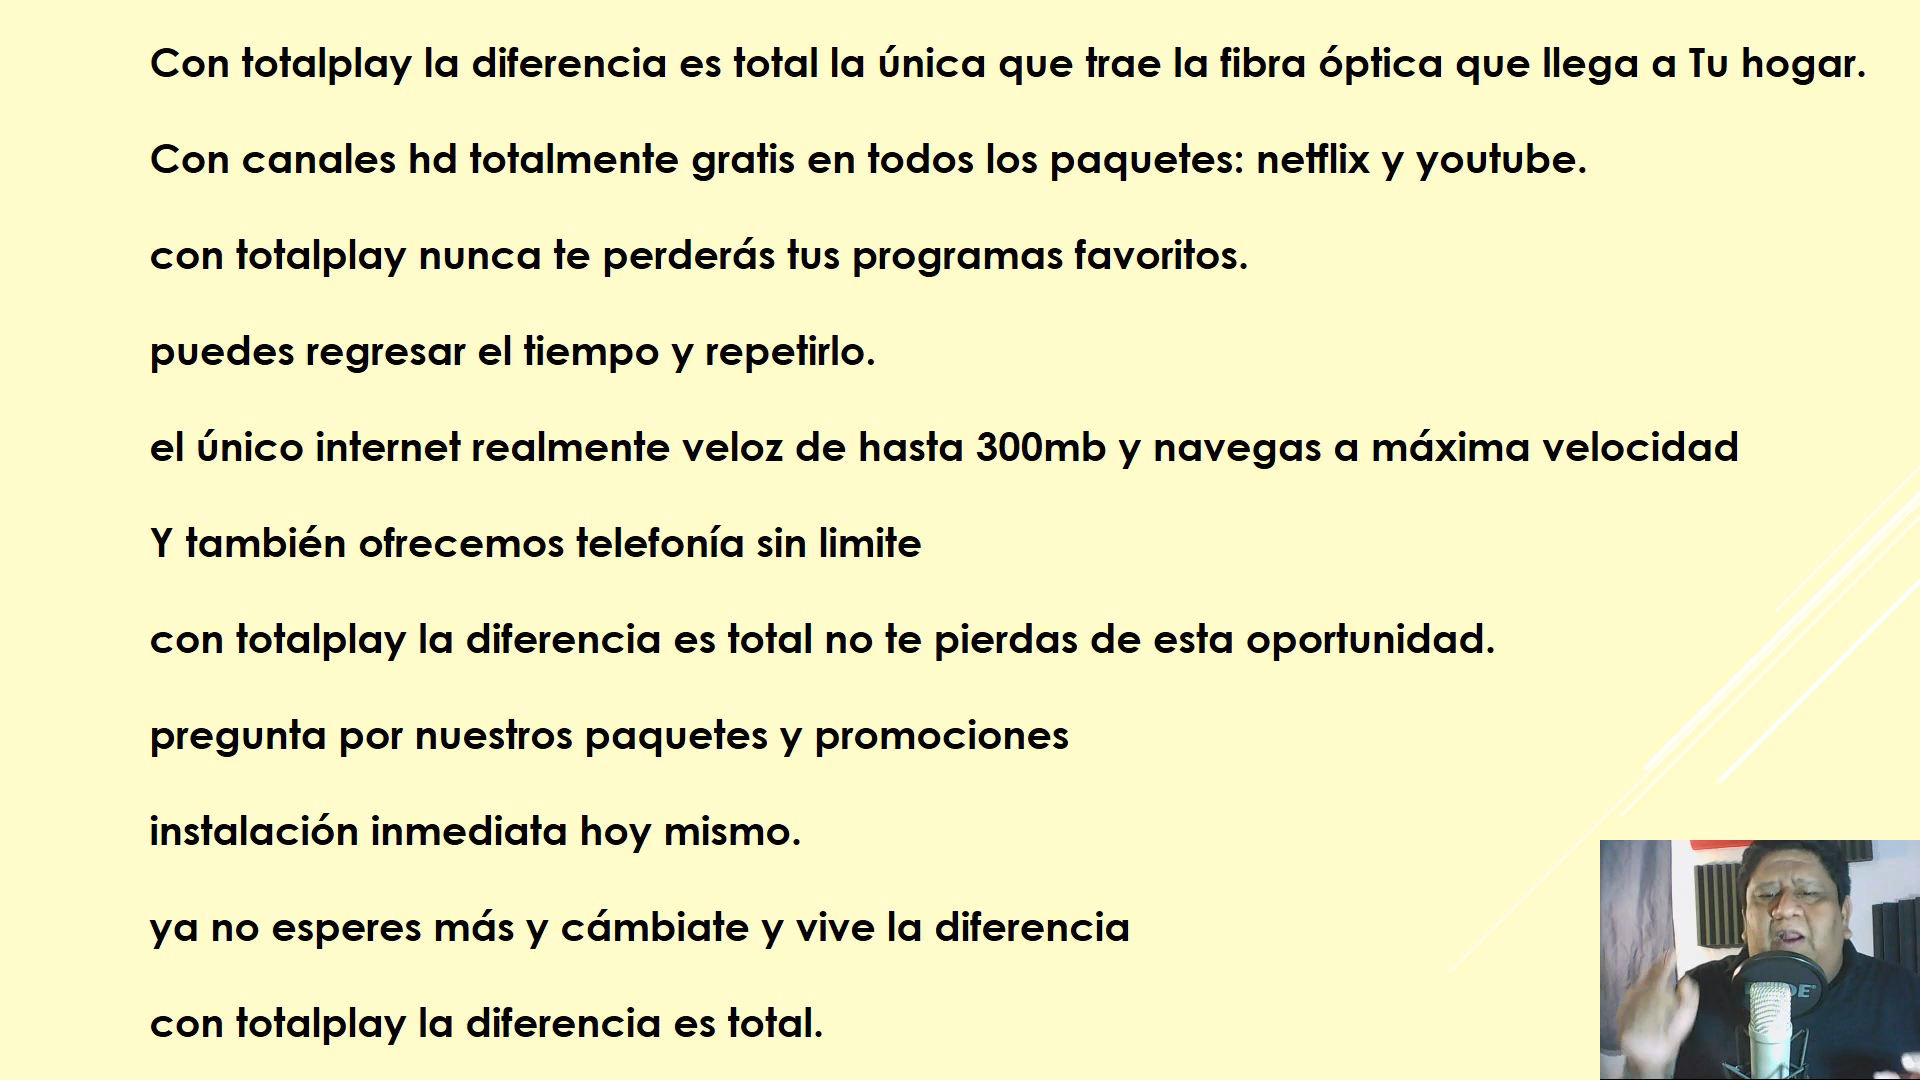 Con totalplay la diferencia es total la única que trae la fibra óptica que llega a Tu hogar.
Con canales hd totalmente gratis en todos los paquetes: netflix y youtube.
con totalplay nunca te perderás tus programas favoritos.
puedes regresar el tiempo y repetirlo.
el único internet realmente veloz de hasta 300mb y navegas a máxima velocidad
Y también ofrecemos telefonía sin limite
con totalplay la diferencia es total no te pierdas de esta oportunidad.
pregunta por nuestros paquetes y promociones
instalación inmediata hoy mismo.
ya no esperes más y cámbiate y vive la diferencia
con totalplay la diferencia es total.